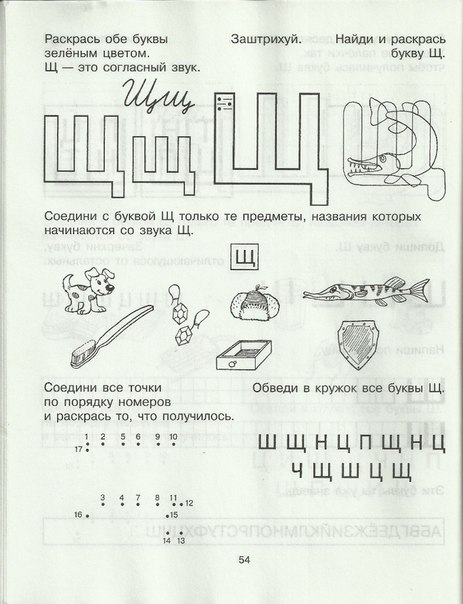 Раскрась обе буквы
зелёным цветом.
Щ — это согласный звук.
Заштрихуй.
Найди и раскрась
букву Щ.
Щщ
Щ Щ Щ Щ
Соедини с буквой Щ только те предметы, названия которых
начинаются со звука Щ.
Щ
Соедини все точки
по порядку номеров
и раскрась то, что получилось.
1 2 5 6 9 10
17
3 4 7 8 11 12
16 15
14 13
Обведи в кружок все буквы Щ.
Ш Щ Н Ц П Щ Н Ц
Ч Щ Ш Ц Щ
54